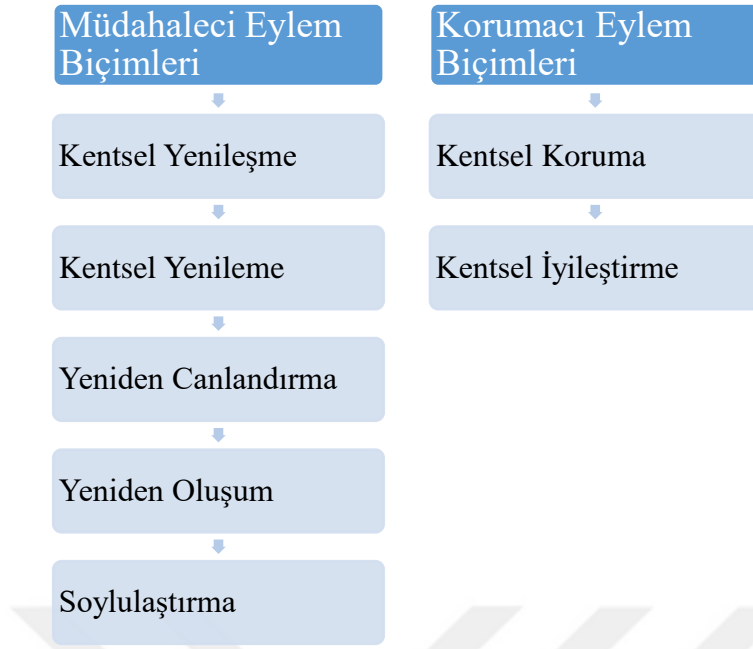 Müdahaleci Eylem
Biçimleri
Kentsel Yenileşme
Kentsel Yenileme
Yeniden Canlandırma
Yeniden Oluşum
Soylulaştırma
Korumacı Eylem
Biçimleri
Kentsel Koruma
Kentsel İyileştirme